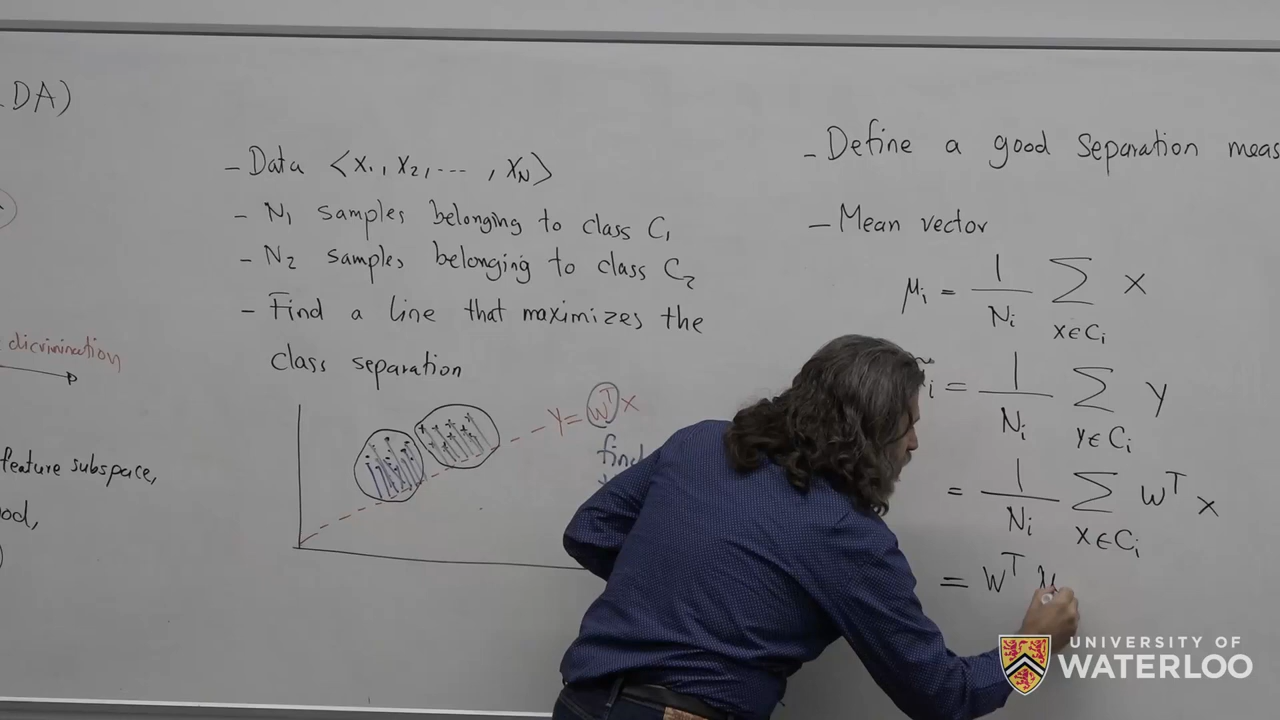 DA)
- Data <x₁, x₂, ---, x_N>
- N₁ samples belonging to class C₁
- N₂ samples belonging to class C₂
- Find a line that maximizes the
class separation
Y = wᵀx
find
dicrimination
feature subspace,
- Define a good separation meas
- Mean vector
μᵢ = 1/Nᵢ Σ x∈Cᵢ x
ᵢ = 1/Nᵢ Σ y∈Cᵢ y
= 1/Nᵢ Σ x∈Cᵢ wᵀ x
= wᵀ
UNIVERSITY OF
WATERLOO